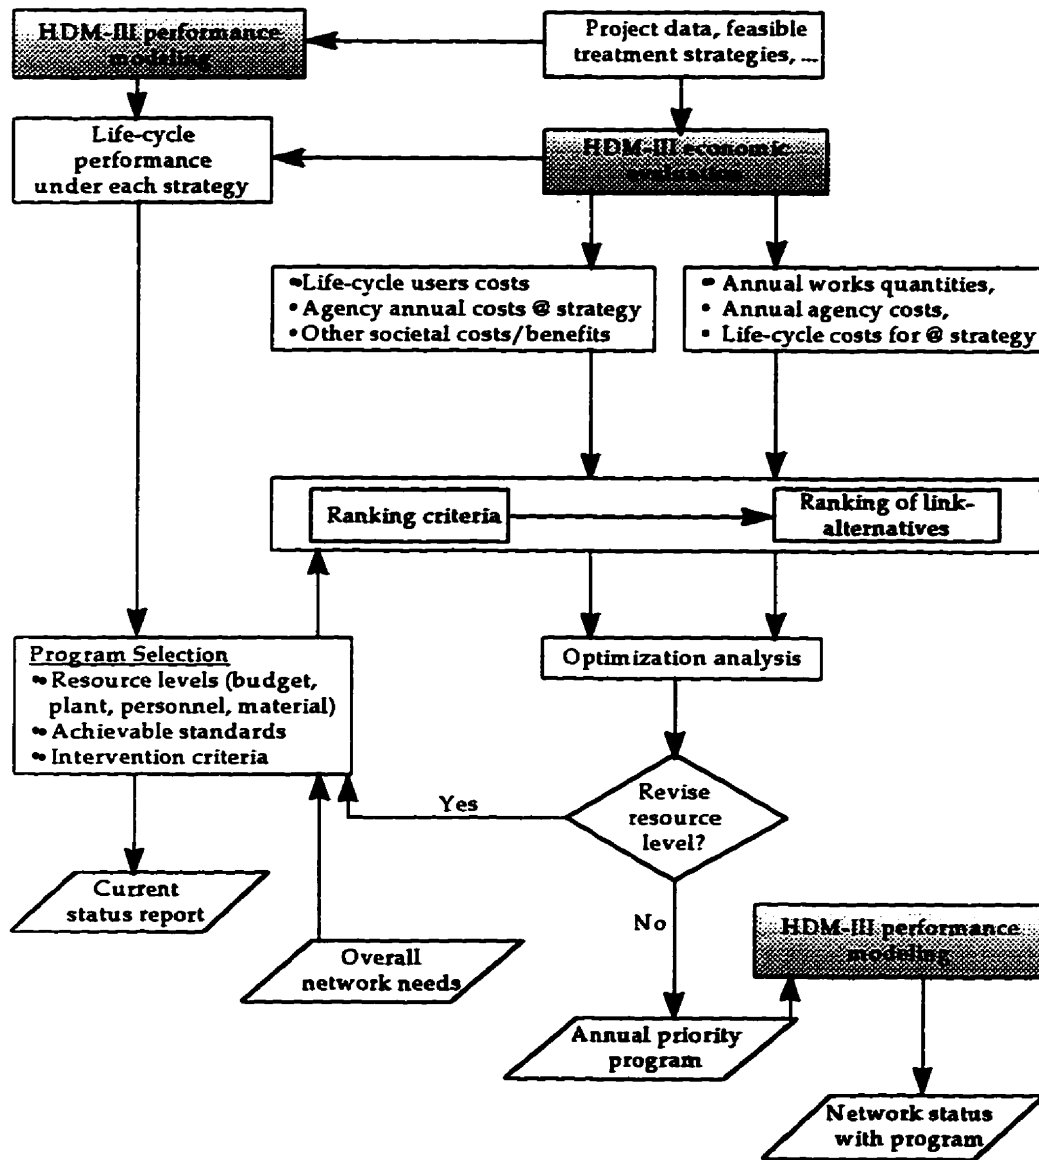 HDM-III performance
modeling
Project data, feasible
treatment strategies, ...
Life-cycle
performance
under each strategy
HDM-III economic
evaluation
•Life-cycle users costs
• Agency annual costs @ strategy
• Other societal costs/benefits
• Annual works quantities,
• Annual agency costs,
• Life-cycle costs for @ strategy
Ranking criteria
Ranking of link-
alternatives
Program Selection
• Resource levels (budget,
plant, personnel, material)
• Achievable standards
• Intervention criteria
Optimization analysis
Revise
resource
level?
Yes
No
Current
status report
Overall
network needs
HDM-III performance
modeling
Annual priority
program
Network status
with program